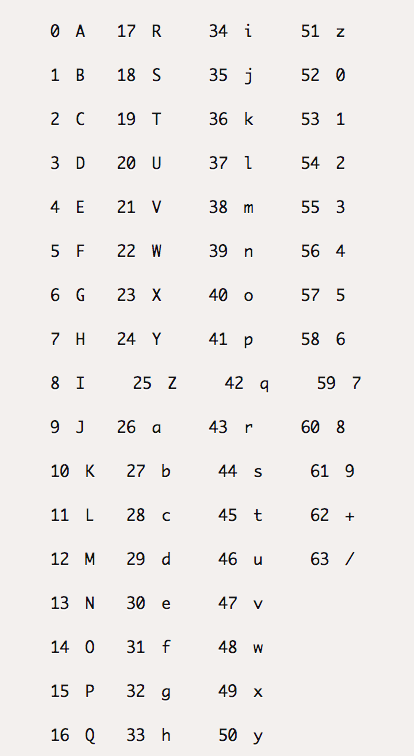 0 A 17 R 34 i 51 z
1 B 18 S 35 j 52 0
2 C 19 T 36 k 53 1
3 D 20 U 37 l 54 2
4 E 21 V 38 m 55 3
5 F 22 W 39 n 56 4
6 G 23 X 40 o 57 5
7 H 24 Y 41 p 58 6
8 I 25 Z 42 q 59 7
9 J 26 a 43 r 60 8
10 K 27 b 44 s 61 9
11 L 28 c 45 t 62 +
12 M 29 d 46 u 63 /
13 N 30 e 47 v
14 O 31 f 48 w
15 P 32 g 49 x
16 Q 33 h 50 y